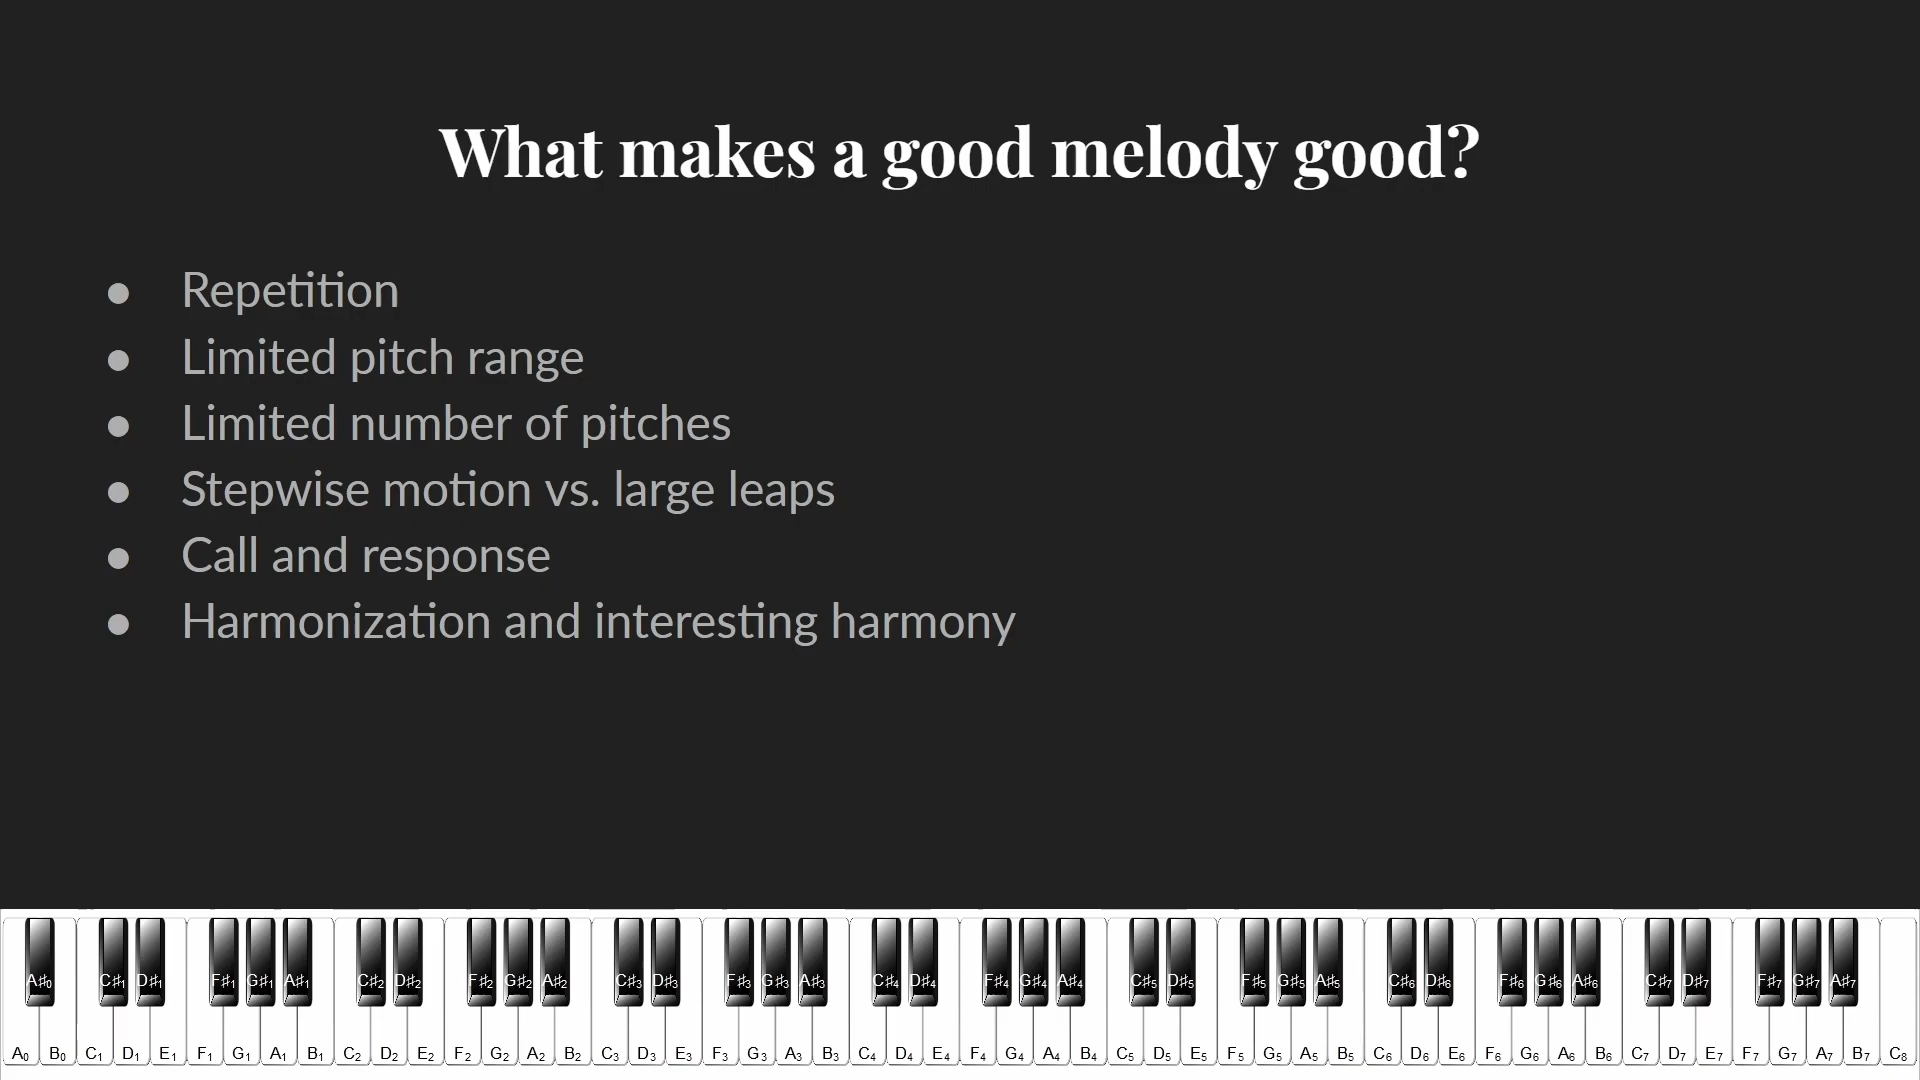 What makes a good melody good?
● Repetition
● Limited pitch range
● Limited number of pitches
● Stepwise motion vs. large leaps
● Call and response
● Harmonization and interesting harmony
A♯0 C♯1 D♯1 F♯1 G♯1 A♯1 C♯2 D♯2 F♯2 G♯2 A♯2 C♯3 D♯3 F♯3 G♯3 A♯3 C♯4 D♯4 F♯4 G♯4 A♯4 C♯5 D♯5 F♯5 G♯5 A♯5 C♯6 D♯6 F♯6 G♯6 A♯6 C♯7 D♯7 F♯7 G♯7 A♯7
A0 B0 C1 D1 E1 F1 G1 A1 B1 C2 D2 E2 F2 G2 A2 B2 C3 D3 E3 F3 G3 A3 B3 C4 D4 E4 F4 G4 A4 B4 C5 D5 E5 F5 G5 A5 B5 C6 D6 E6 F6 G6 A6 B6 C7 D7 E7 F7 G7 A7 B7 C8